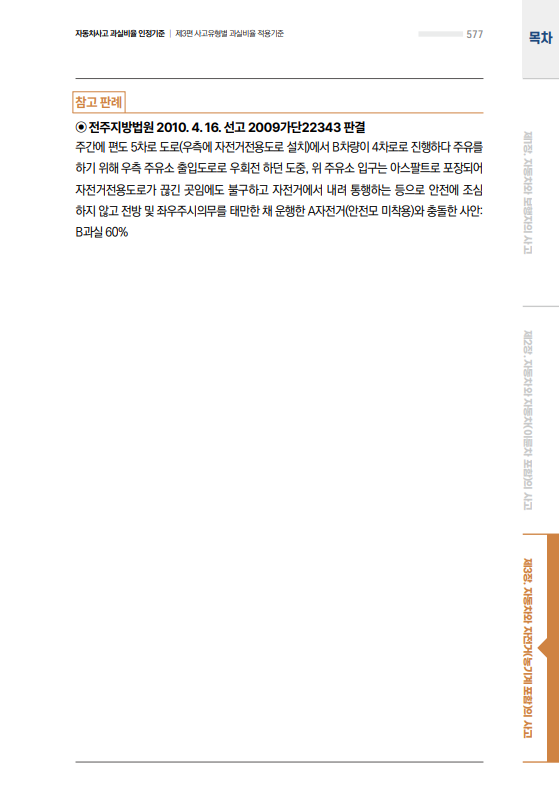 자동차사고 과실비율 인정기준 | 제3편 사고유형별 과실비율 적용기준
577
목차
참고 판례
◉ 전주지방법원 2010. 4. 16. 선고 2009가단22343 판결
주간에 편도 5차로 도로(우측에 자전거전용도로 설치)에서 B차량이 4차로로 진행하다 주유를
하기 위해 우측 주유소 출입도로로 우회전 하던 도중, 위 주유소 입구는 아스팔트로 포장되어
자전거전용도로가 끊긴 곳임에도 불구하고 자전거에서 내려 통행하는 등으로 안전에 조심
하지 않고 전방 및 좌우주시의무를 태만한 채 운행한 A자전거(안전모 미착용)와 충돌한 사안:
B과실 60%
제1장. 자동차와 보행자의 사고
제2장. 자동차와 자동차(이륜차 포함)의 사고
제3장. 자동차와 자전거(농기계 포함)의 사고